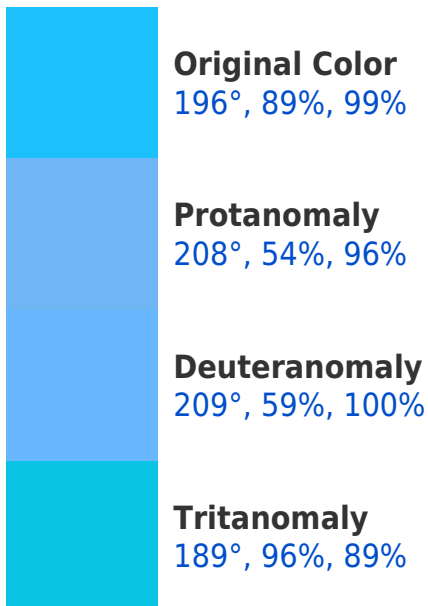 Original Color
196°, 89%, 99%
Protanomaly
208°, 54%, 96%
Deuteranomaly
209°, 59%, 100%
Tritanomaly
189°, 96%, 89%